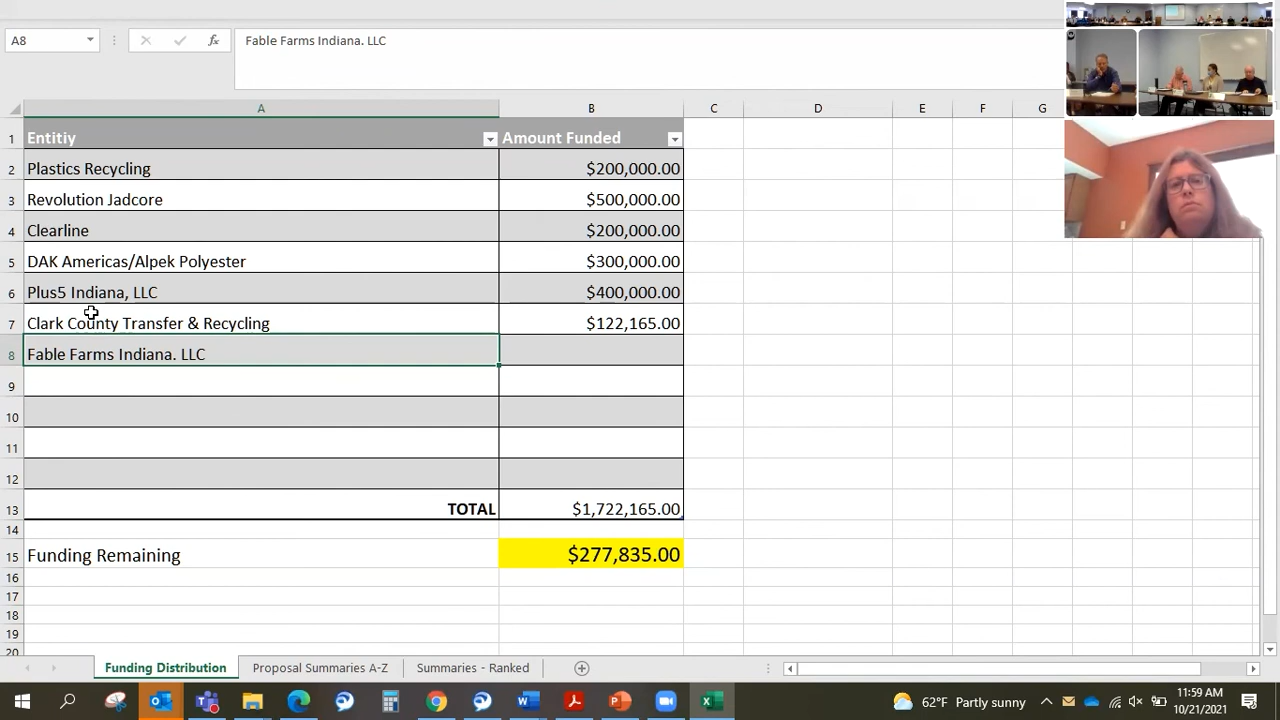 A8
fx
Fable Farms Indiana. LLC
A B C D E F G
1 Entitiy Amount Funded
2 Plastics Recycling $200,000.00
3 Revolution Jadcore $500,000.00
4 Clearline $200,000.00
5 DAK Americas/Alpek Polyester $300,000.00
6 Plus5 Indiana, LLC $400,000.00
7 Clark County Transfer & Recycling $122,165.00
8 Fable Farms Indiana. LLC
9
10
11
12
13 TOTAL $1,722,165.00
14
15 Funding Remaining $277,835.00
16
17
18
19
20
Funding Distribution Proposal Summaries A-Z Summaries - Ranked
62°F Partly sunny
11:59 AM
10/21/2021